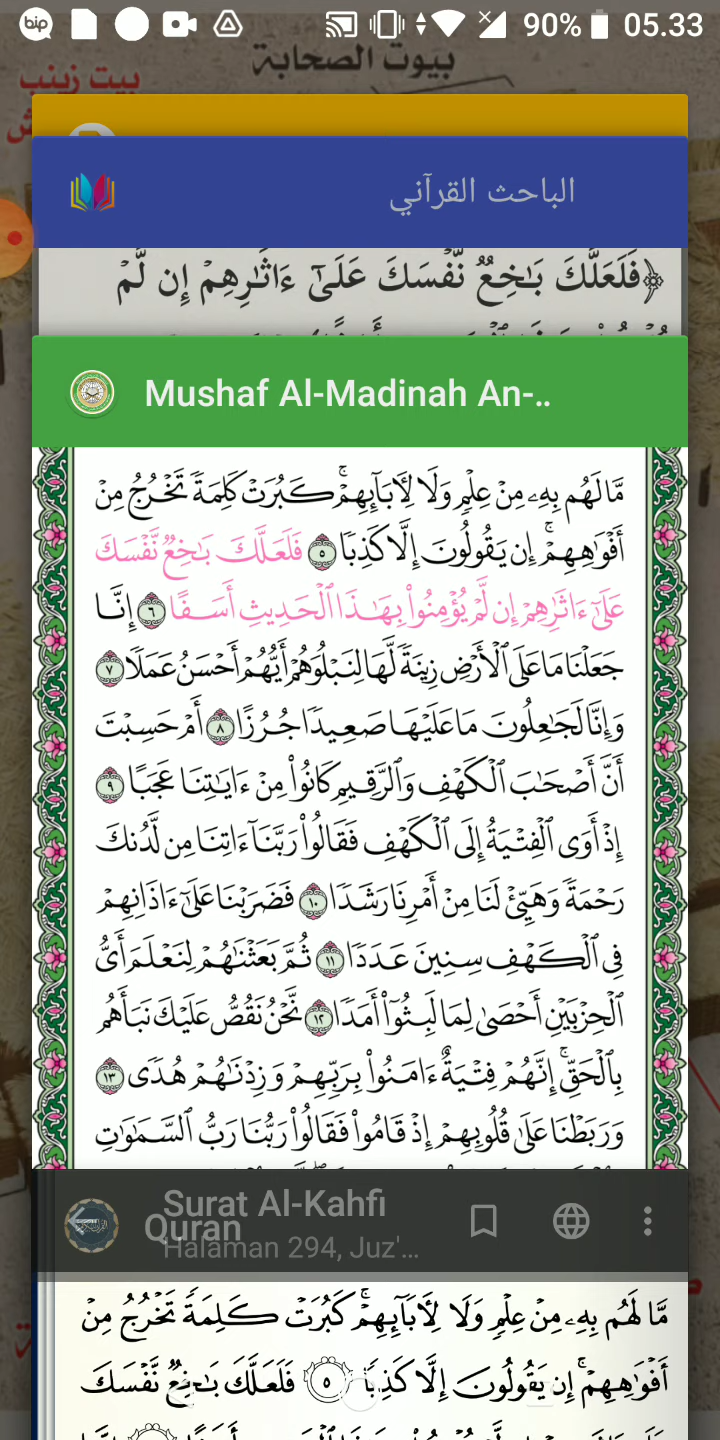 bip 90% 05.33
بيوت الصحابة
بيت زينب
الباحث القرآني
﴿فَلَعَلَّكَ بَـٰخِعࣱ نَّفۡسَكَ عَلَىٰۤ ءَاثَـٰرِهِمۡ إِن لَّمۡ
Mushaf Al-Madinah An-..
مَّا لَهُم بِهِۦ مِنۡ عِلۡمٖ وَلَا لِأٓبَآئِهِمۡۚ كَبُرَتۡ كَلِمَةٗ تَخۡرُجُ مِنۡ
أَفۡوَٰهِهِمۡۚ إِن يَقُولُونَ إِلَّا كَذِبٗا ٥ فَلَعَلَّكَ بَٰخِعٞ نَّفۡسَكَ
عَلَىٰٓ ءَاثَٰرِهِمۡ إِن لَّمۡ يُؤۡمِنُواْ بِهَٰذَا ٱلۡحَدِيثِ أَسَفًا ٦ إِنَّا
جَعَلۡنَا مَا عَلَى ٱلۡأَرۡضِ زِينَةٗ لَّهَا لِنَبۡلُوَهُمۡ أَيُّهُمۡ أَحۡسَنُ عَمَلٗا ٧
وَإِنَّا لَجَٰعِلُونَ مَا عَلَيۡهَا صَعِيدٗا جُرُزًا ٨ أَمۡ حَسِبۡتَ
أَنَّ أَصۡحَٰبَ ٱلۡكَهۡفِ وَٱلرَّقِيمِ كَانُواْ مِنۡ ءَايَٰتِنَا عَجَبًا ٩
إِذۡ أَوَى ٱلۡفِتۡيَةُ إِلَى ٱلۡكَهۡفِ فَقَالُواْ رَبَّنَآ ءَاتِنَا مِن لَّدُنكَ
رَحۡمَةٗ وَهَيِّئۡ لَنَا مِنۡ أَمۡرِنَا رَشَدٗا ١٠ فَضَرَبۡنَا عَلَىٰٓ ءَاذَانِهِمۡ
فِي ٱلۡكَهۡفِ سِنِينَ عَدَدٗا ١١ ثُمَّ بَعَثۡنَٰهُمۡ لِنَعۡلَمَ أَيُّ
ٱلۡحِزۡبَيۡنِ أَحۡصَىٰ لِمَا لَبِثُوٓاْ أَمَدٗا ١٢ نَّحۡنُ نَقُصُّ عَلَيۡكَ نَبَأَهُم
بِٱلۡحَقِّۚ إِنَّهُمۡ فِتۡيَةٌ ءَامَنُواْ بِرَبِّهِمۡ وَزِدۡنَٰهُمۡ هُدٗى ١٣
وَرَبَطۡنَا عَلَىٰ قُلُوبِهِمۡ إِذۡ قَامُواْ فَقَالُواْ رَبُّنَا رَبُّ ٱلسَّمَٰوَٰتِ
Surat Al-Kahfi
Quran
Halaman 294, Juz'...
مَّا لَهُم بِهِۦ مِنۡ عِلۡمٖ وَلَا لِأٓبَآئِهِمۡۚ كَبُرَتۡ كَلِمَةٗ تَخۡرُجُ مِنۡ
أَفۡوَٰهِهِمۡۚ إِن يَقُولُونَ إِلَّا كَذِبٗا ٥ فَلَعَلَّكَ بَٰخِعٞ نَّفۡسَكَ